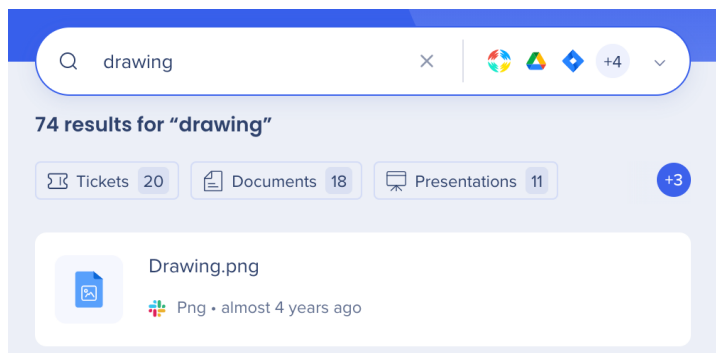 drawing +4
74 results for “drawing”
Tickets 20 Documents 18 Presentations 11 +3
Drawing.png
Png • almost 4 years ago